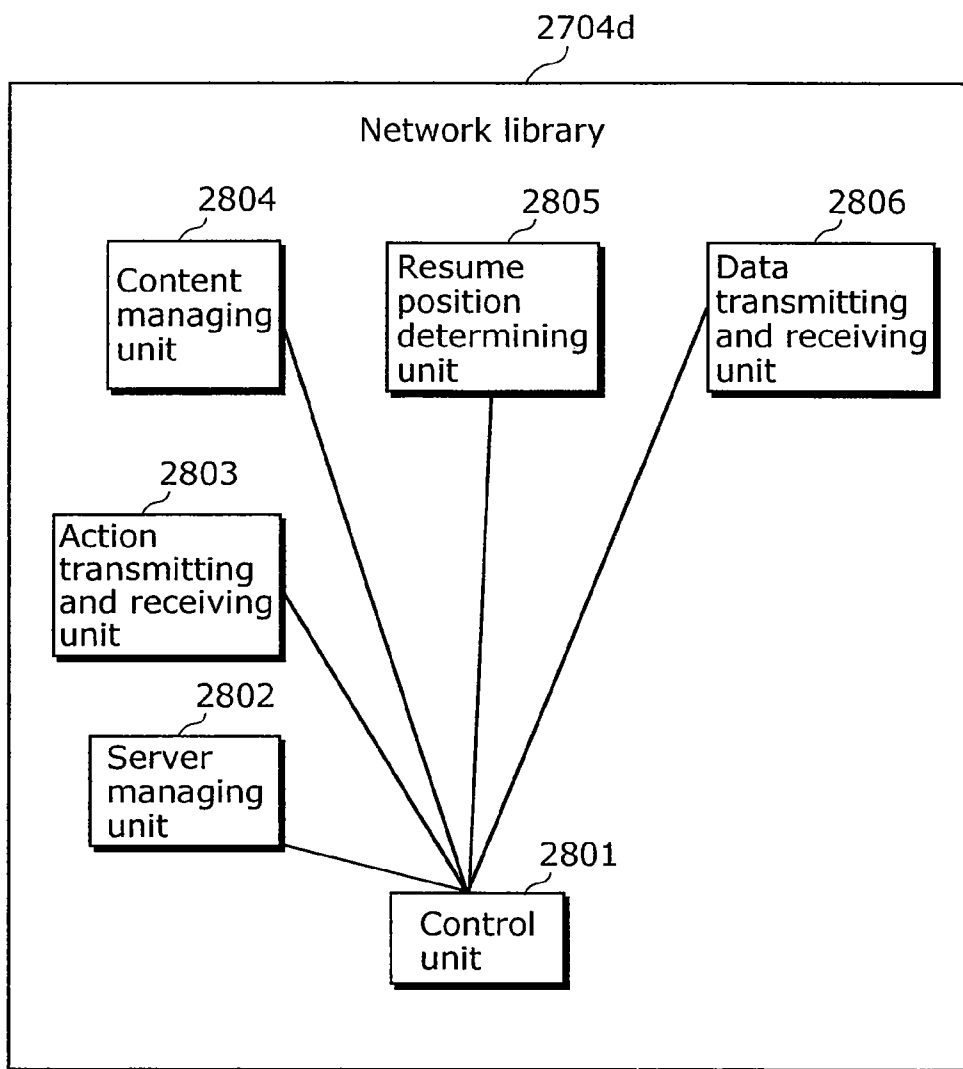 2704d
Network library
2804
Content
managing
unit
2805
Resume
position
determining
unit
2806
Data
transmitting
and receiving
unit
2803
Action
transmitting
and receiving
unit
2802
Server
managing
unit
2801
Control
unit